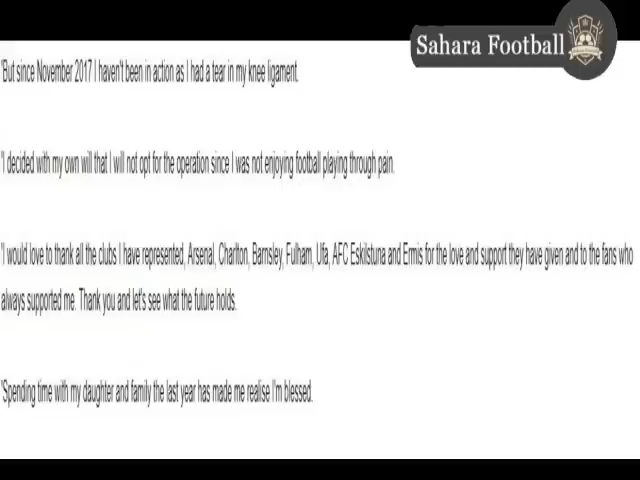 Sahara Football
'But since November 2017 I haven't been in action as I had a tear in my knee ligament.
'I decided with my own will that I will not opt for the operation since I was not enjoying football playing through pain.
'I would love to thank all the clubs I have represented, Arsenal, Charlton, Barnsley, Fulham, Ufa, AFC Eskilstuna and Ermis for the love and support they have given and to the fans who
always supported me. Thank you and let's see what the future holds.
'Spending time with my daughter and family the last year has made me realise I'm blessed.